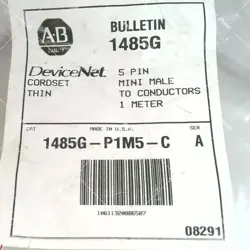 AB
BULLETIN
1485G
DeviceNet 5 PIN
CORDSET MINI MALE
THIN TO CONDUCTORS
1 METER
CAT MADE IN U.S.A. SER
1485G-P1M5-C A
08291